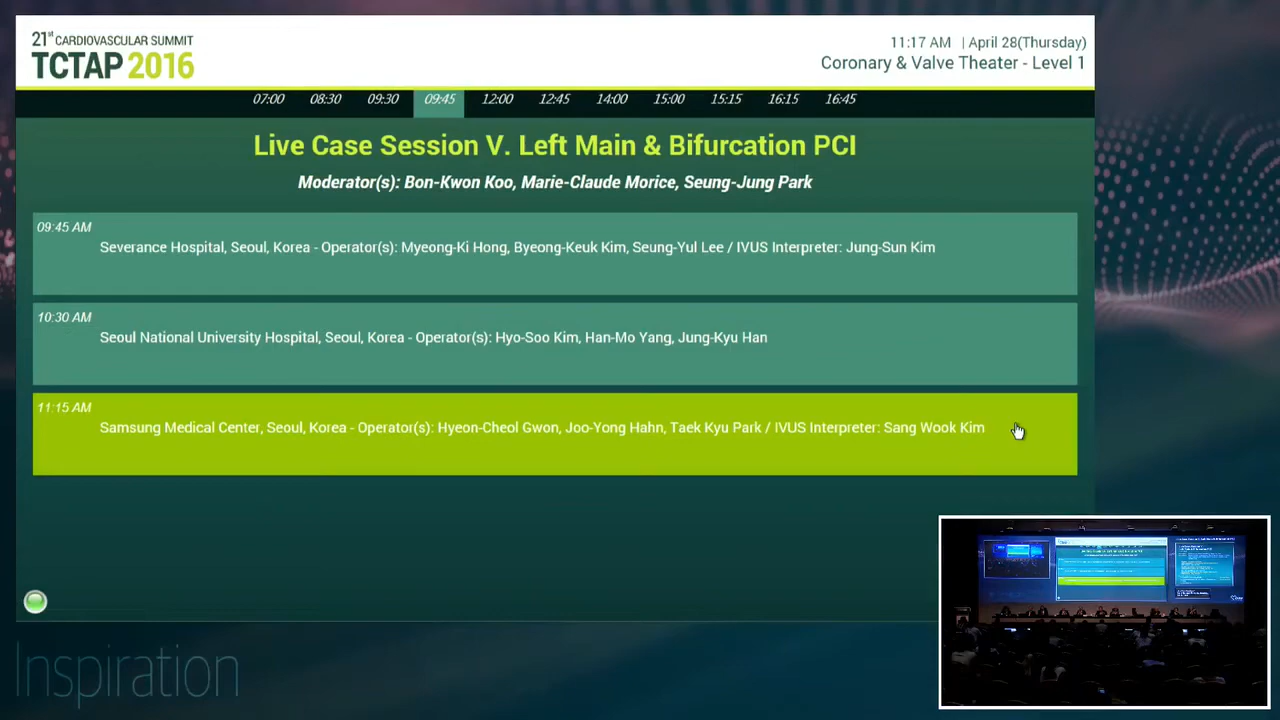 21st CARDIOVASCULAR SUMMIT
TCTAP 2016
11:17 AM | April 28(Thursday)
Coronary & Valve Theater - Level 1
07:00 08:30 09:30 09:45 12:00 12:45 14:00 15:00 15:15 16:15 16:45
Live Case Session V. Left Main & Bifurcation PCI
Moderator(s): Bon-Kwon Koo, Marie-Claude Morice, Seung-Jung Park
09:45 AM
Severance Hospital, Seoul, Korea - Operator(s): Myeong-Ki Hong, Byeong-Keuk Kim, Seung-Yul Lee / IVUS Interpreter: Jung-Sun Kim
10:30 AM
Seoul National University Hospital, Seoul, Korea - Operator(s): Hyo-Soo Kim, Han-Mo Yang, Jung-Kyu Han
11:15 AM
Samsung Medical Center, Seoul, Korea - Operator(s): Hyeon-Cheol Gwon, Joo-Yong Hahn, Taek Kyu Park / IVUS Interpreter: Sang Wook Kim
Inspiration